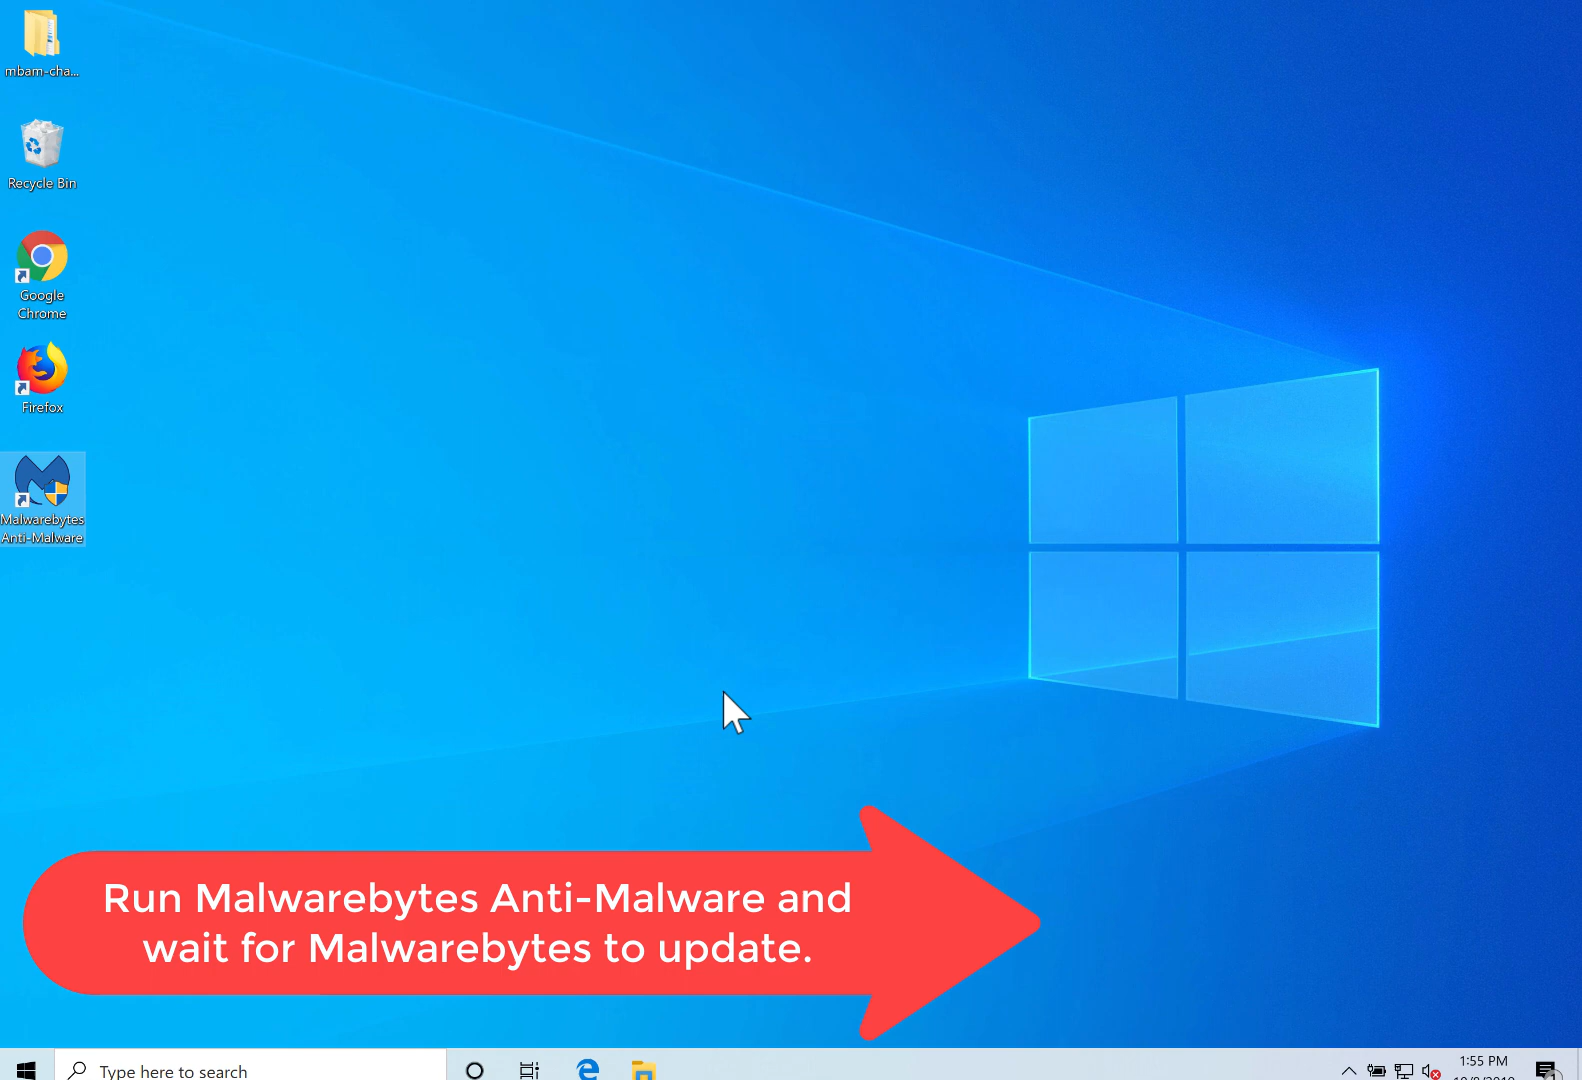 mbam-cha...
Recycle Bin
Google
Chrome
Firefox
Malwarebytes
Anti-Malware
Run Malwarebytes Anti-Malware and
wait for Malwarebytes to update.
Type here to search
1:55 PM